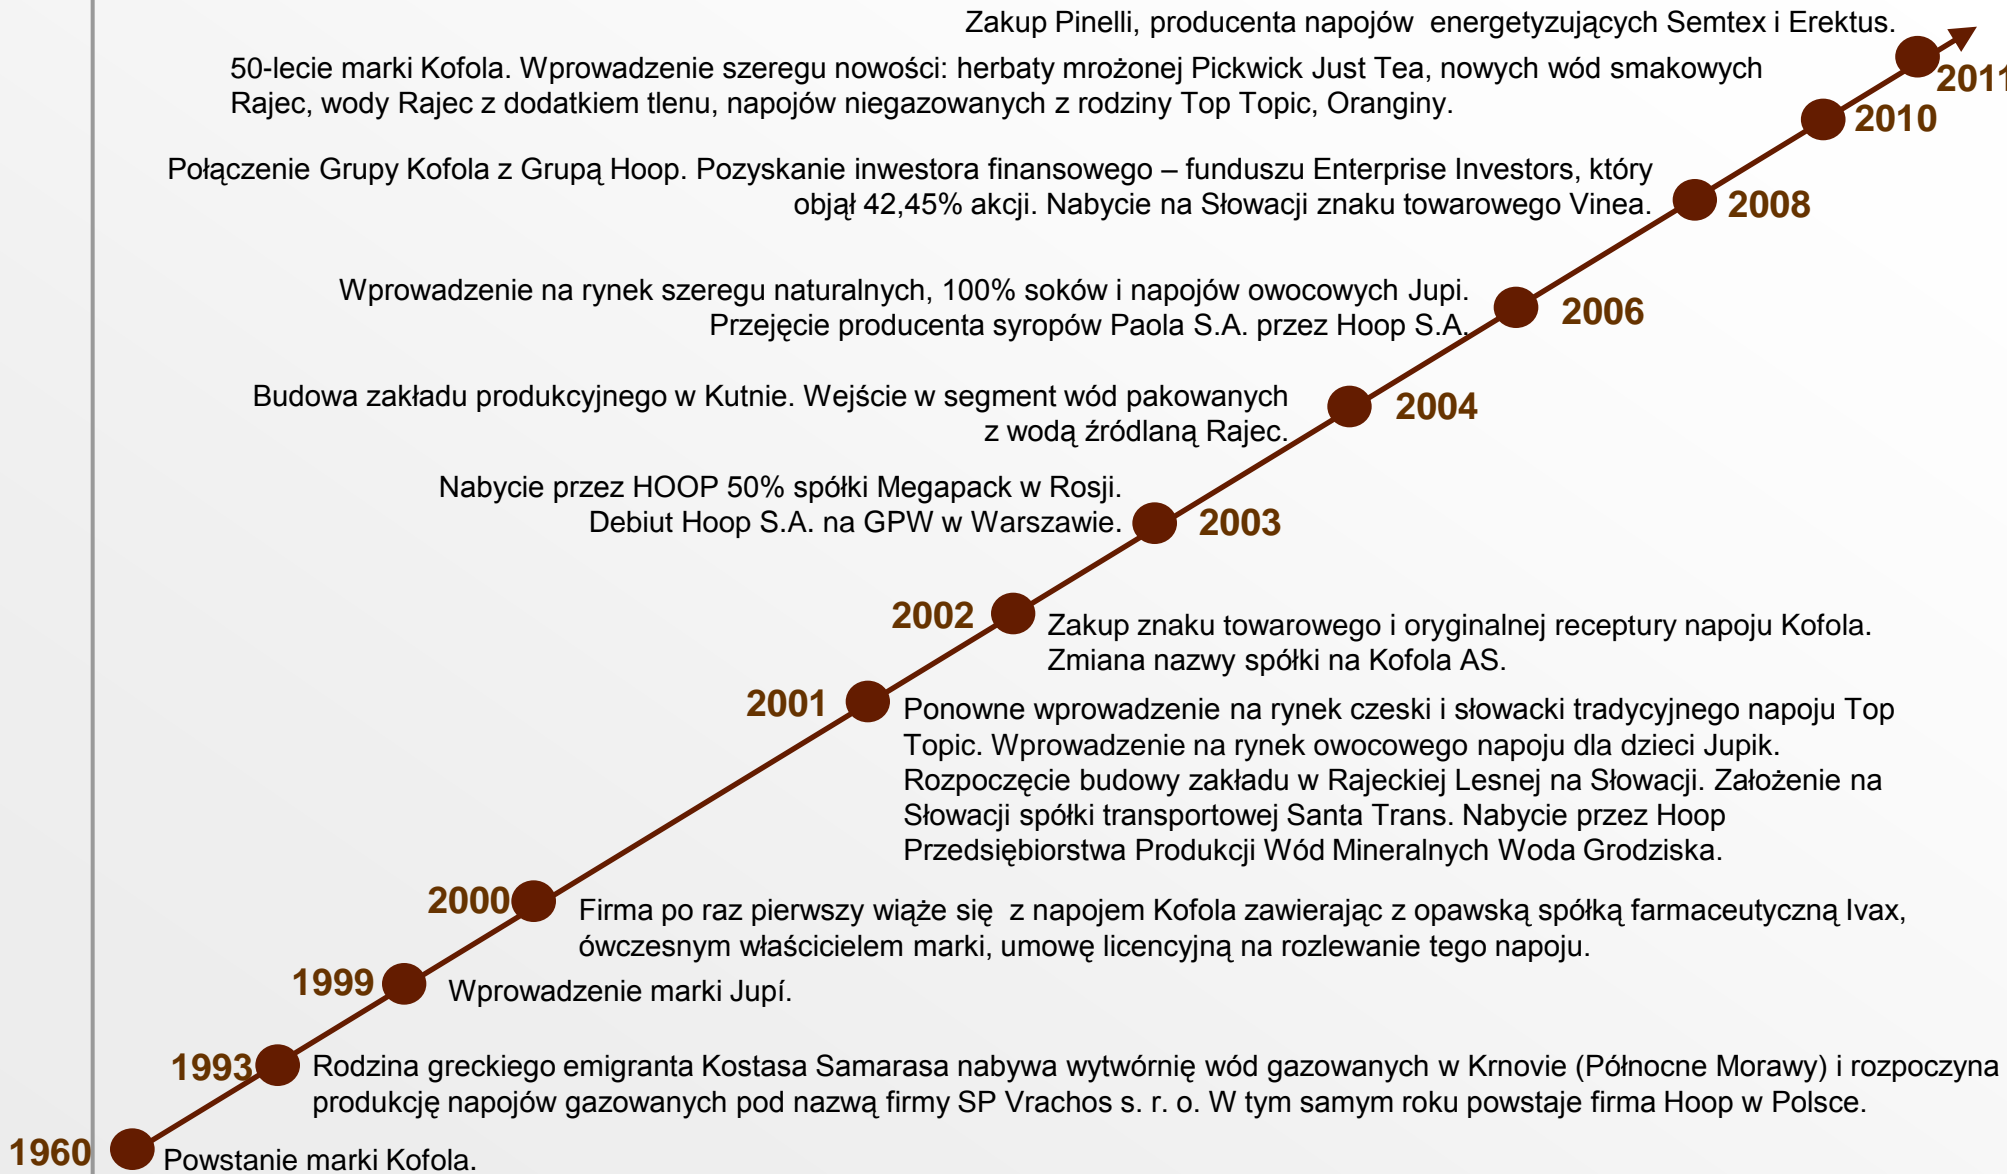 Zakup Pinelli, producenta napojów energetyzujących Semtex i Erektus.
2011
50-lecie marki Kofola. Wprowadzenie szeregu nowości: herbaty mrożonej Pickwick Just Tea, nowych wód smakowych
Rajec, wody Rajec z dodatkiem tlenu, napojów niegazowanych z rodziny Top Topic, Oranginy.
2010
Połączenie Grupy Kofola z Grupą Hoop. Pozyskanie inwestora finansowego – funduszu Enterprise Investors, który
objął 42,45% akcji. Nabycie na Słowacji znaku towarowego Vinea.
2008
Wprowadzenie na rynek szeregu naturalnych, 100% soków i napojów owocowych Jupi.
Przejęcie producenta syropów Paola S.A. przez Hoop S.A.
2006
Budowa zakładu produkcyjnego w Kutnie. Wejście w segment wód pakowanych
z wodą źródlaną Rajec.
2004
Nabycie przez HOOP 50% spółki Megapack w Rosji.
Debiut Hoop S.A. na GPW w Warszawie.
2003
2002
Zakup znaku towarowego i oryginalnej receptury napoju Kofola.
Zmiana nazwy spółki na Kofola AS.
2001
Ponowne wprowadzenie na rynek czeski i słowacki tradycyjnego napoju Top
Topic. Wprowadzenie na rynek owocowego napoju dla dzieci Jupik.
Rozpoczęcie budowy zakładu w Rajeckiej Lesnej na Słowacji. Założenie na
Słowacji spółki transportowej Santa Trans. Nabycie przez Hoop
Przedsiębiorstwa Produkcji Wód Mineralnych Woda Grodziska.
2000
Firma po raz pierwszy wiąże się z napojem Kofola zawierając z opawską spółką farmaceutyczną Ivax,
ówczesnym właścicielem marki, umowę licencyjną na rozlewanie tego napoju.
1999
Wprowadzenie marki Jupí.
1993
Rodzina greckiego emigranta Kostasa Samarasa nabywa wytwórnię wód gazowanych w Krnovie (Północne Morawy) i rozpoczyna
produkcję napojów gazowanych pod nazwą firmy SP Vrachos s. r. o. W tym samym roku powstaje firma Hoop w Polsce.
1960
Powstanie marki Kofola.